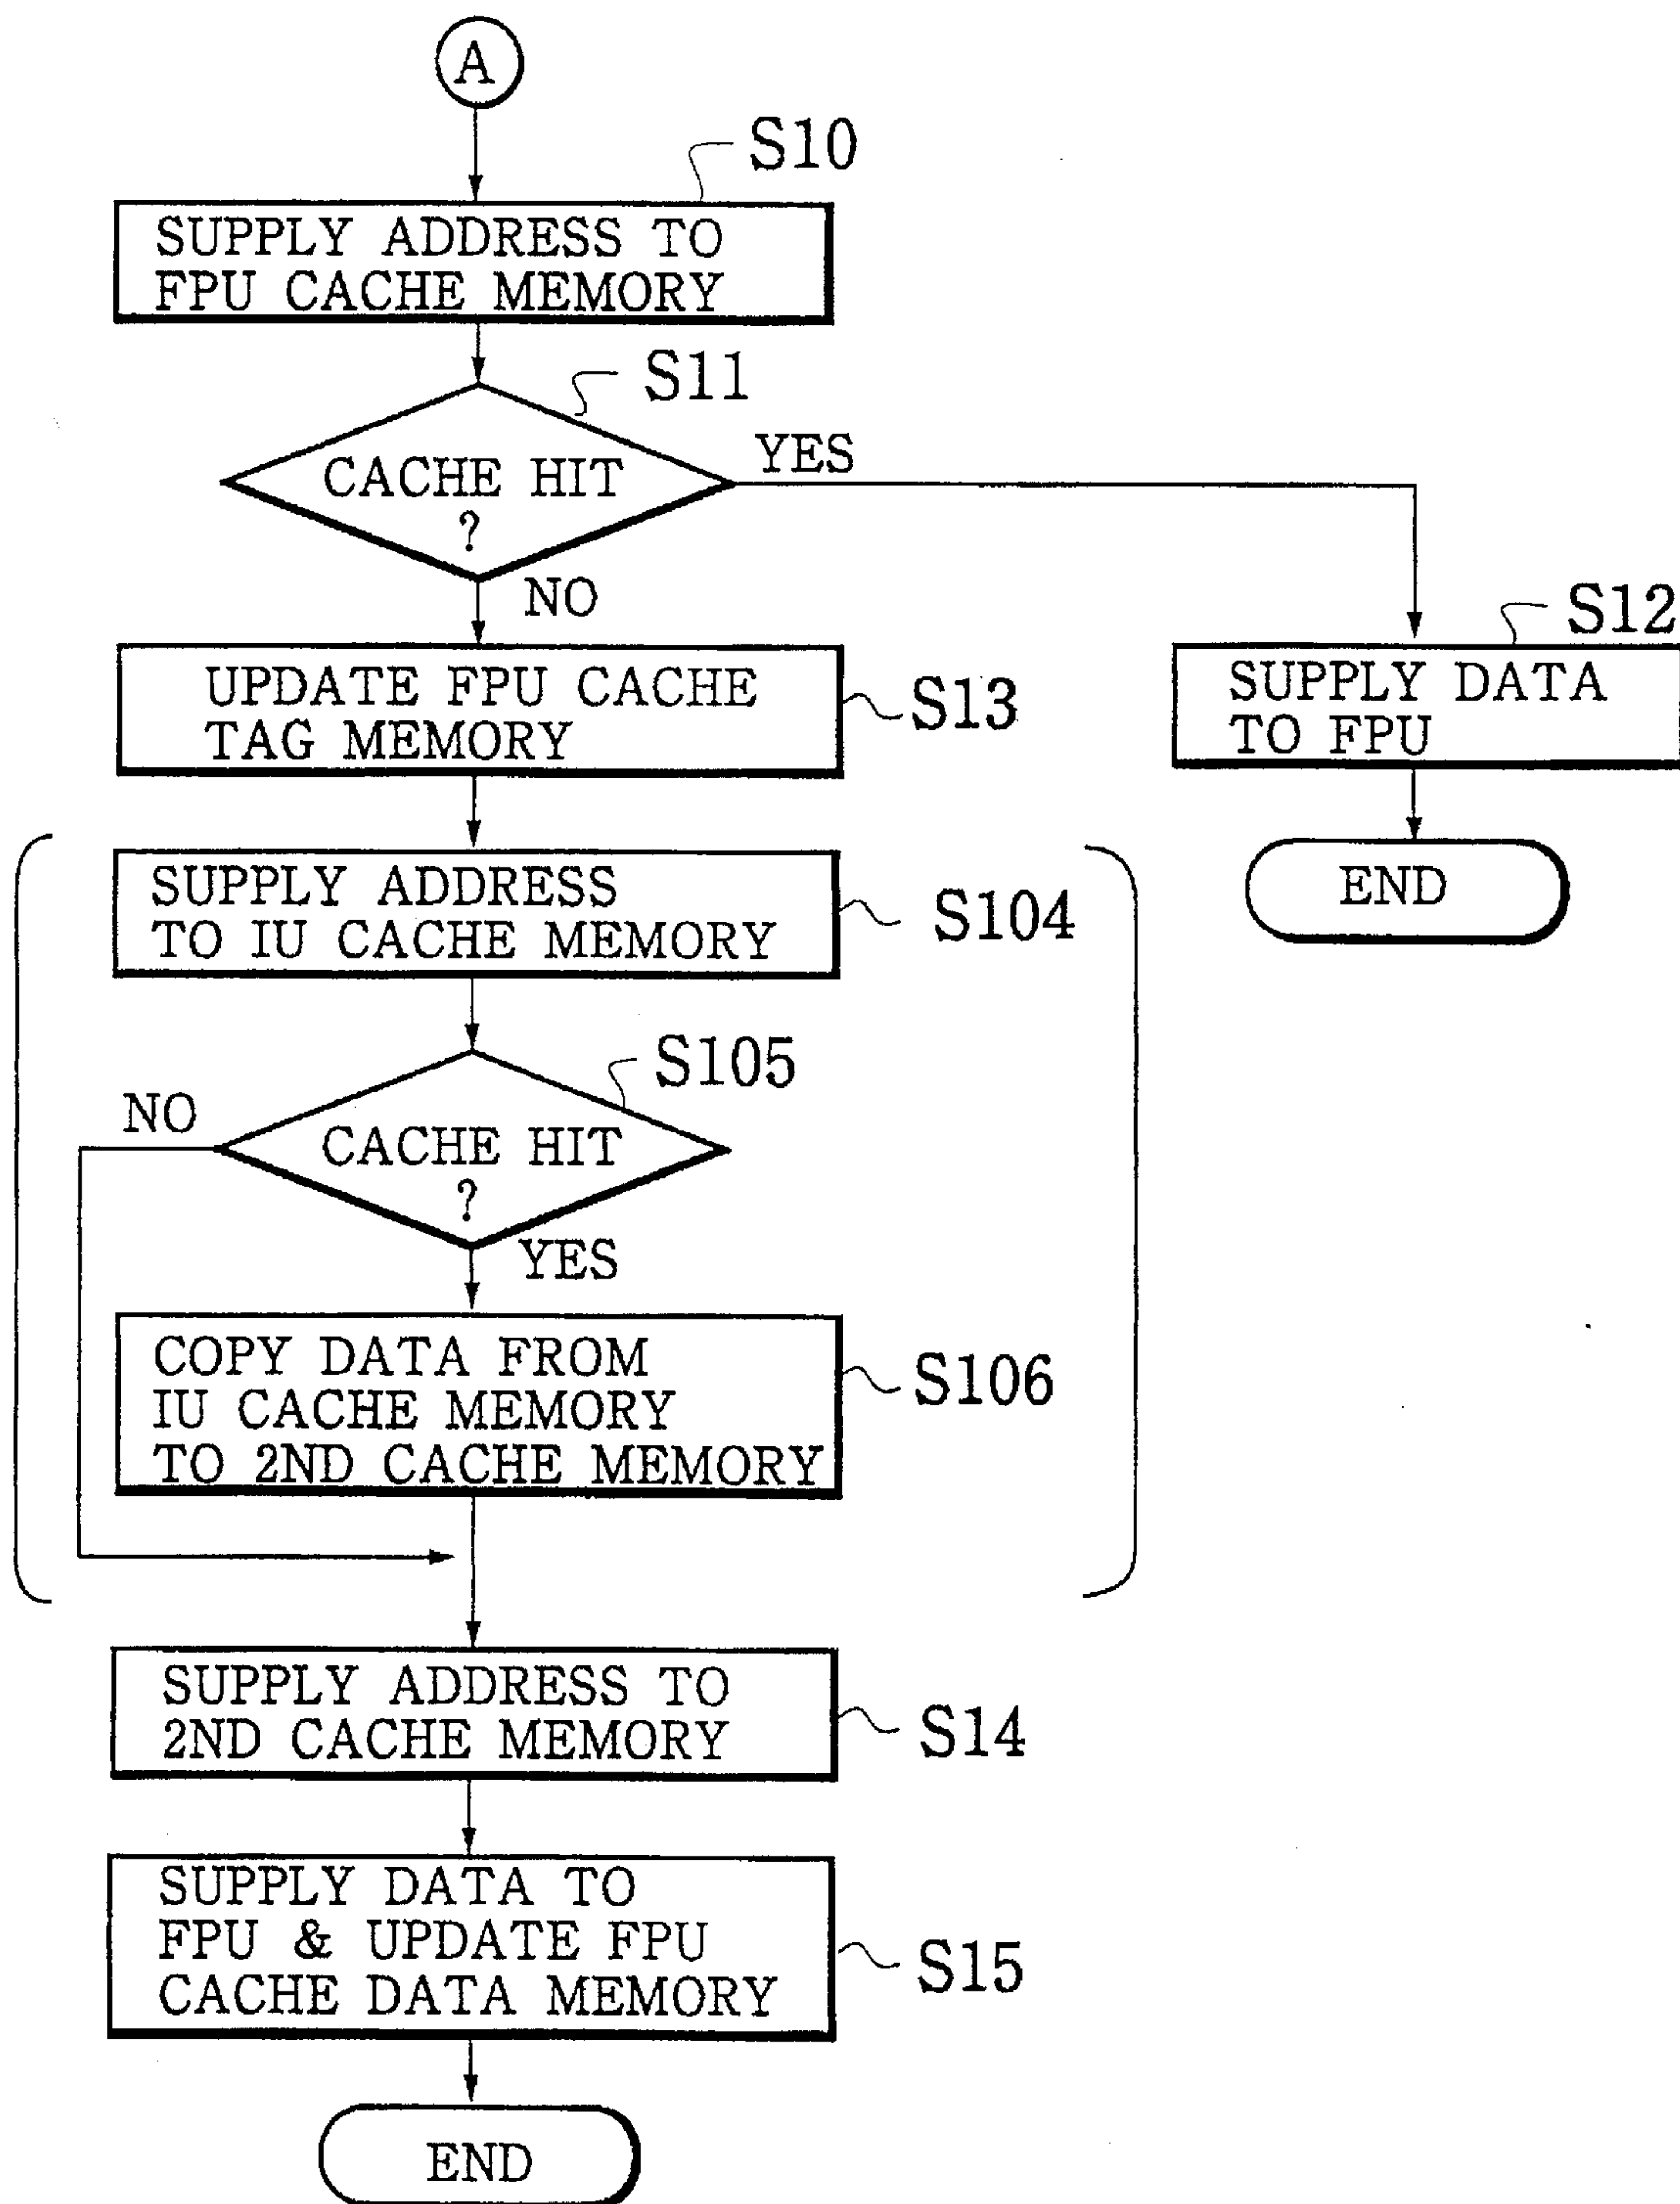 A
S10
SUPPLY ADDRESS TO
FPU CACHE MEMORY
S11
CACHE HIT
?
YES
NO
S12
SUPPLY DATA
TO FPU
END
UPDATE FPU CACHE
TAG MEMORY
S13
SUPPLY ADDRESS
TO IU CACHE MEMORY
S104
S105
NO
CACHE HIT
?
YES
COPY DATA FROM
IU CACHE MEMORY
TO 2ND CACHE MEMORY
S106
SUPPLY ADDRESS TO
2ND CACHE MEMORY
S14
SUPPLY DATA TO
FPU & UPDATE FPU
CACHE DATA MEMORY
S15
END